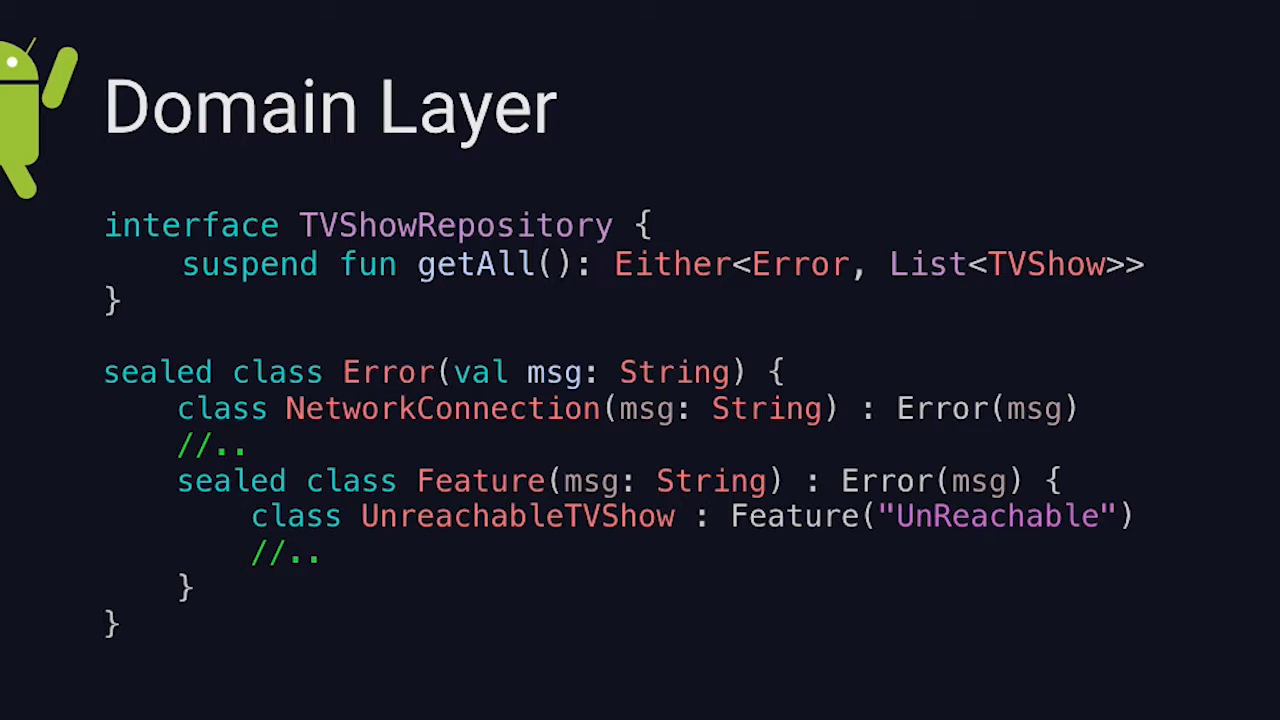 Domain Layer
interface TVShowRepository {
    suspend fun getAll(): Either<Error, List<TVShow>>
}
sealed class Error(val msg: String) {
    class NetworkConnection(msg: String) : Error(msg)
    //..
    sealed class Feature(msg: String) : Error(msg) {
        class UnreachableTVShow : Feature("UnReachable")
        //..
    }
}